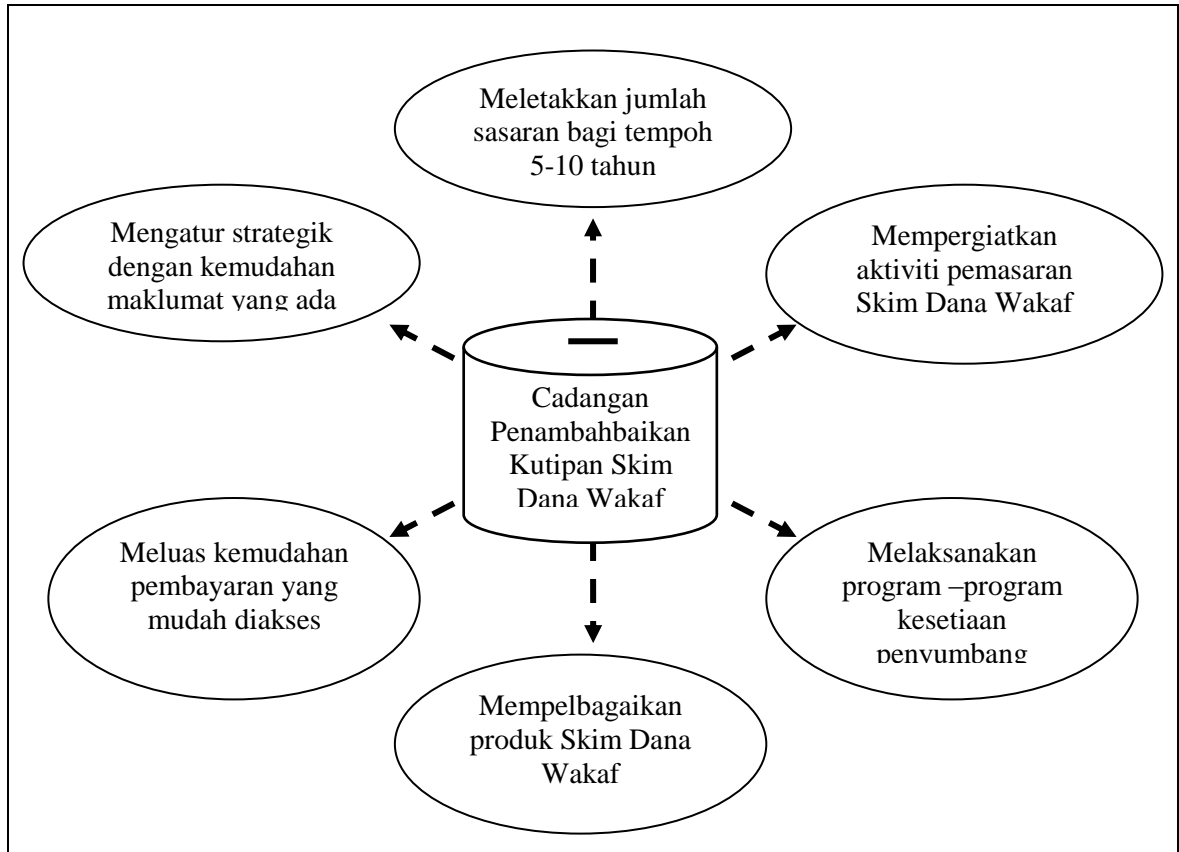 Meletakkan jumlah
sasaran bagi tempoh
5-10 tahun
Mengatur strategik
dengan kemudahan
maklumat yang ada
Mempergiatkan
aktiviti pemasaran
Skim Dana Wakaf
Cadangan
Penambahbaikan
Kutipan Skim
Dana Wakaf
Meluas kemudahan
pembayaran yang
mudah diakses
Melaksanakan
program –program
kesetiaan
penyumbang
Mempelbagaikan
produk Skim Dana
Wakaf